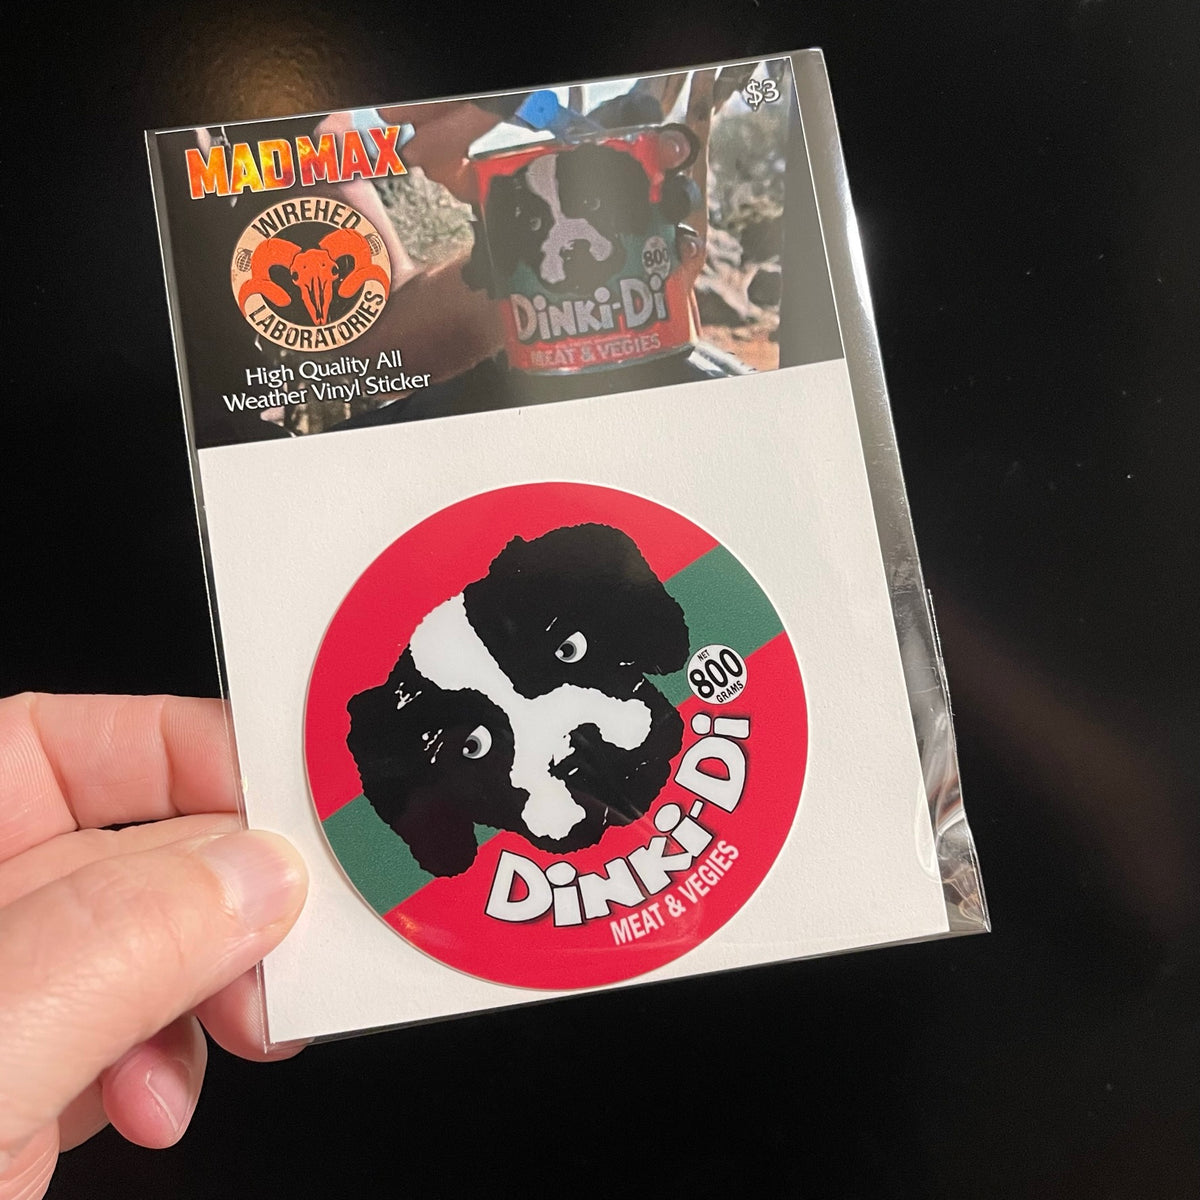 $3
MAD MAX
WIREHED
LABORATORIES
High Quality All
Weather Vinyl Sticker
800
DiNKi-Di
MEAT & VEGIES
NET
800
GRAMS
DiNKi-Di
MEAT & VEGIES